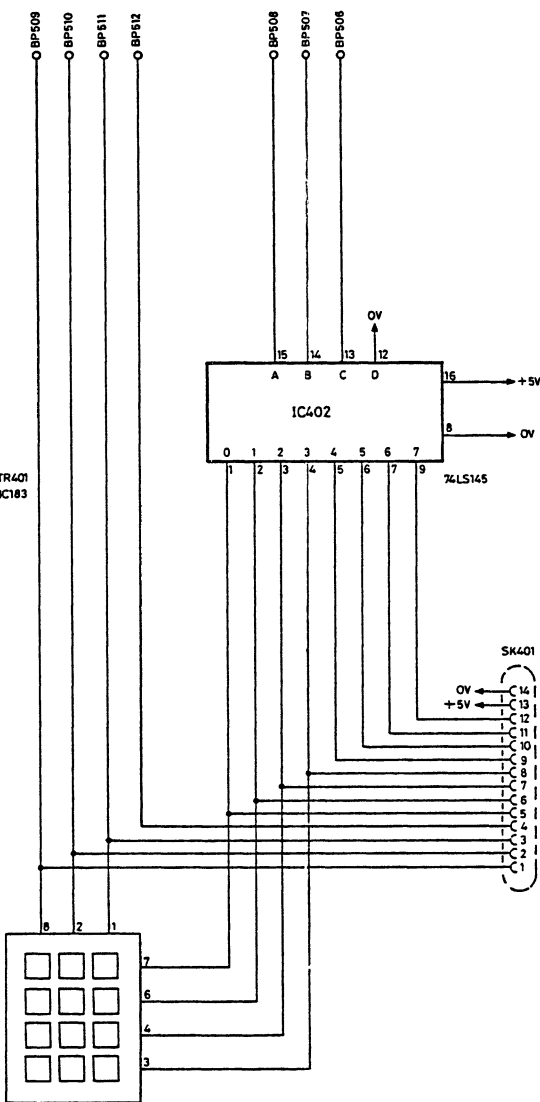 BP509
BP510
BP511
BP512
BP508
BP507
BP506
0V
15 14 13 12
A B C D
16
+5V
IC402
8
0V
0 1 2 3 4 5 6 7
1 2 3 4 5 6 7 9
74LS145
TR401
SK401
0V 14
+5V 13
12
11
10
9
8
7
6
5
4
3
2
1
8 2 1
7
6
4
3